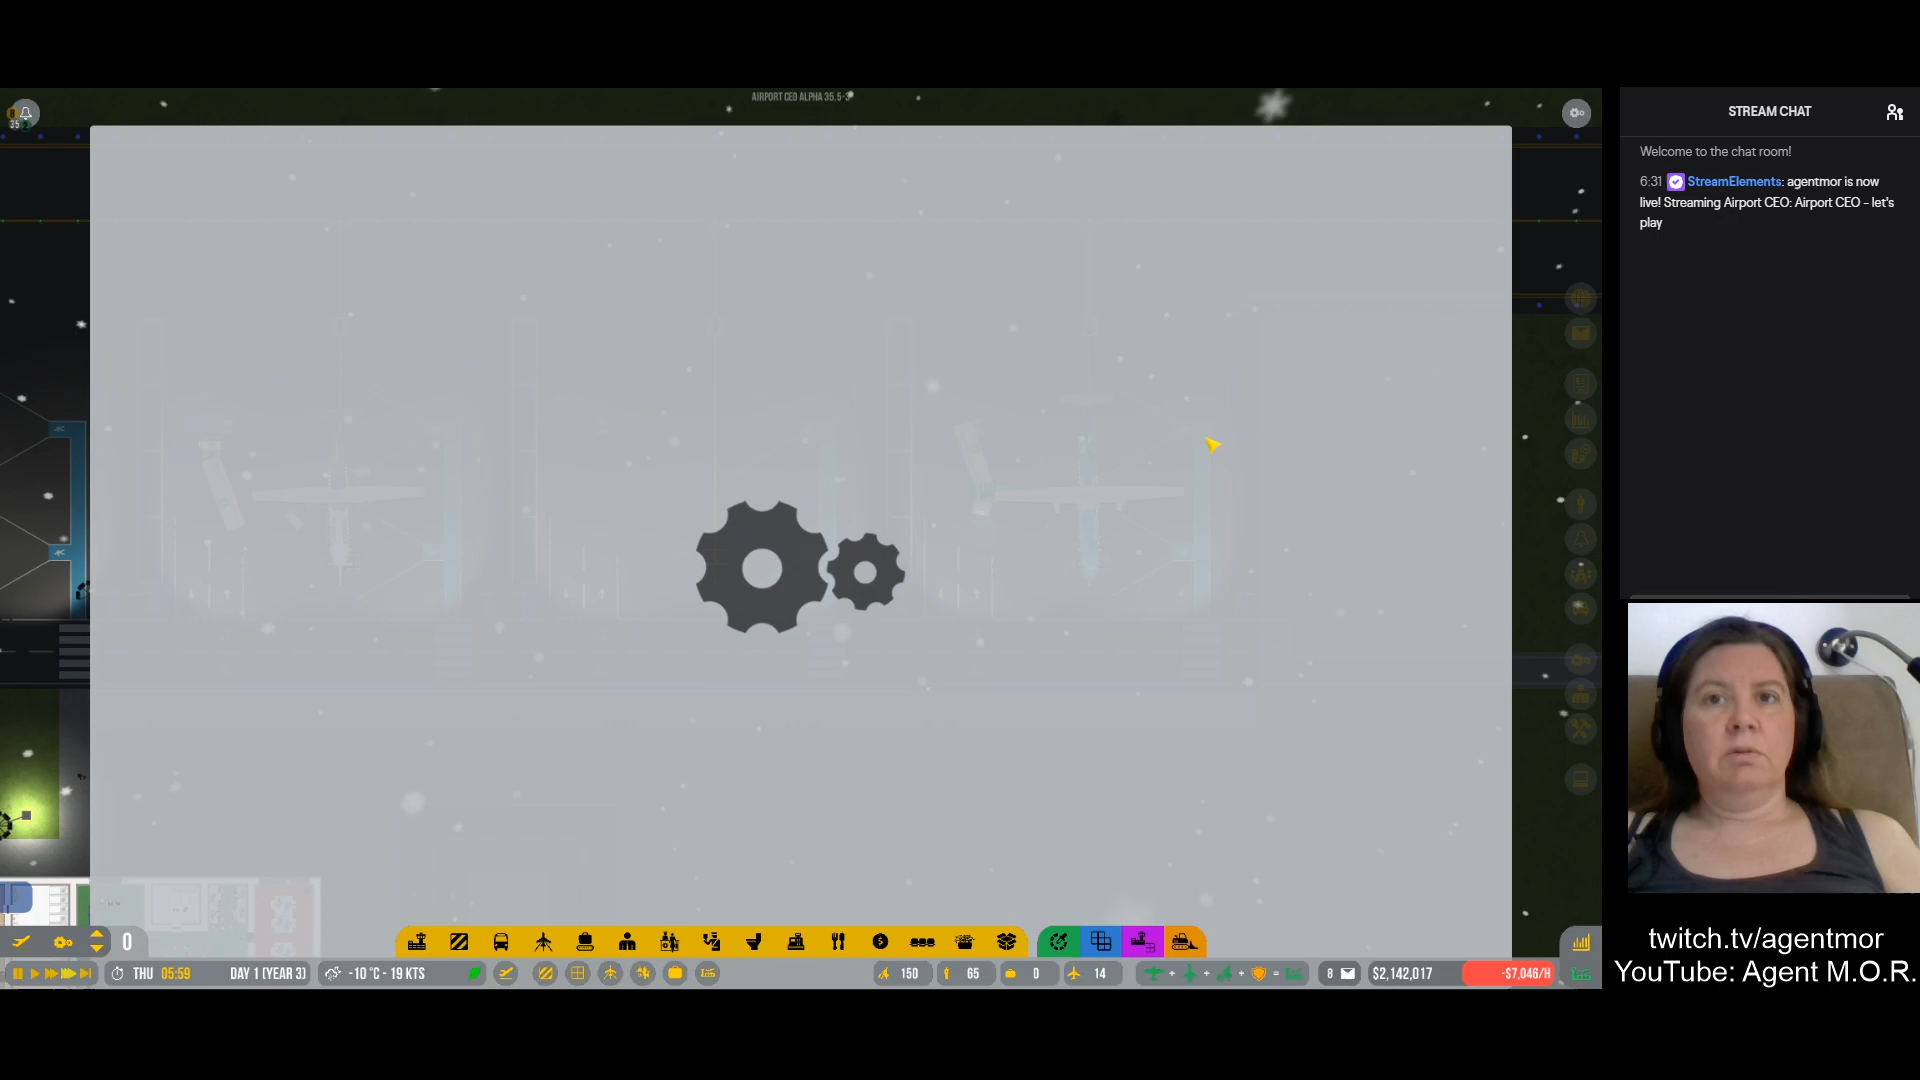 AIRPORT CEO ALPHA 35.5-3
35
STREAM CHAT
Welcome to the chat room!
6:31 StreamElements: agentmor is now
live! Streaming Airport CEO: Airport CEO - let's
play
0
THU 05:59 DAY 1 (YEAR 3)
-10°C - 19 KTS
150
65
0
14
+ + + =
8
$2,142,017
-$7,046/H
twitch.tv/agentmor
YouTube: Agent M.O.R.